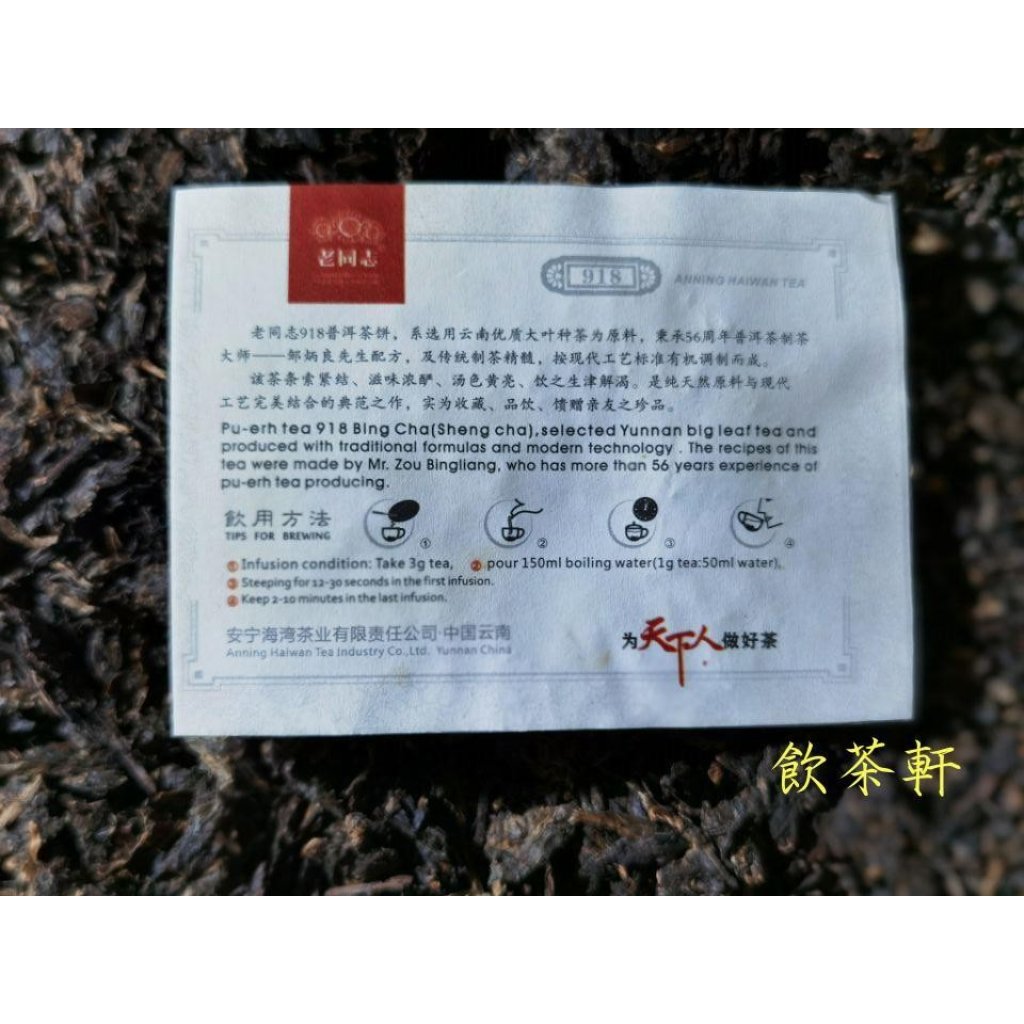 老同志
918
ANNING HAIWAN TEA
老同志918普洱茶饼，系选用云南优质大叶种茶为原料，秉承56周年普洱茶制茶
大师——邹炳良先生配方，及传统制茶精髓，按现代工艺标准有机调制而成。
該茶条索紧结、滋味浓酽、汤色黄亮、饮之生津解渴。是纯天然原料与现代
工艺完美结合的典范之作，实为收藏、品饮、馈赠亲友之珍品。
Pu-erh tea 918 Bing Cha(Sheng cha),selected Yunnan big leaf tea and
produced with traditional formulas and modern technology . The recipes of this
tea were made by Mr. Zou Bingliang, who has more than 56 years experience of
pu-erh tea producing.
飲用方法
TIPS FOR BREWING
① ② ③ ④
① Infusion condition: Take 3g tea, ② pour 150ml boiling water(1g tea:50ml water),
③ Steeping for 12-30 seconds in the first infusion.
④ Keep 2-10 minutes in the last infusion.
安宁海湾茶业有限责任公司·中国云南
Anning Haiwan Tea Industry Co.,Ltd. Yunnan China
为天下人做好茶
飲茶軒